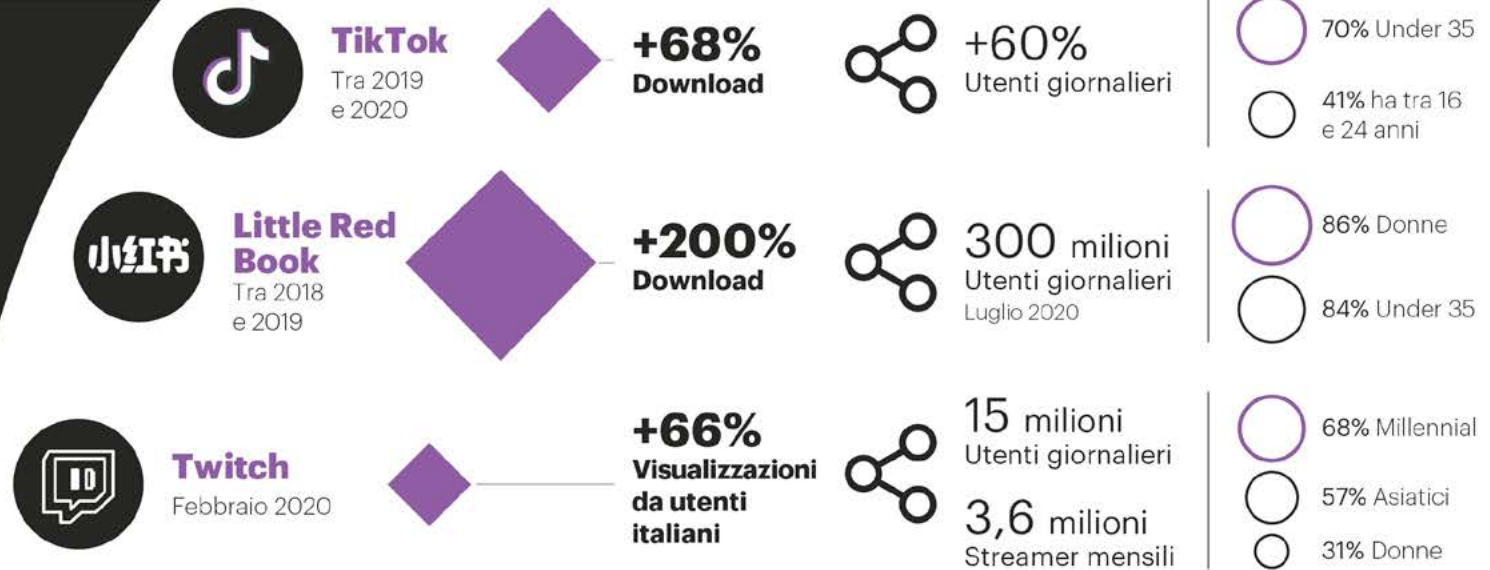 TikTok
Tra 2019
e 2020
+68%
Download
+60%
Utenti giornalieri
70% Under 35
41% ha tra 16
e 24 anni
小红书
Little Red
Book
Tra 2018
e 2019
+200%
Download
300 milioni
Utenti giornalieri
Luglio 2020
86% Donne
84% Under 35
Twitch
Febbraio 2020
+66%
Visualizzazioni
da utenti
italiani
15 milioni
Utenti giornalieri
3,6 milioni
Streamer mensili
68% Millennial
57% Asiatici
31% Donne